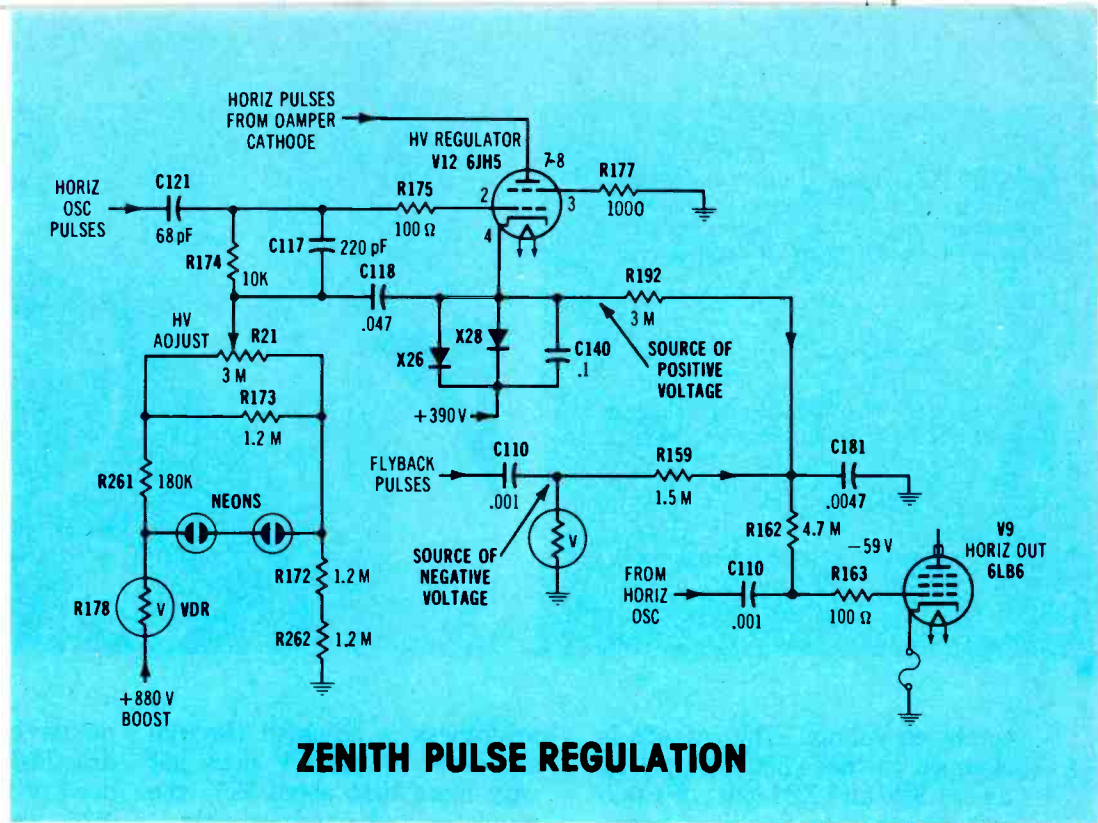 HORIZ PULSES
FROM DAMPER
CATHODE
HV REGULATOR
V12 6JH5
7-8
HORIZ
OSC
PULSES
C121
68 pF
R175
100 Ω
2
3
4
R177
1000
R174
10K
C117
220 pF
C118
.047
R192
3 M
HV
ADJUST
R21
3 M
X26
X28
C140
.1
SOURCE OF
POSITIVE
VOLTAGE
R173
1.2 M
+390V
R261
180K
NEONS
FLYBACK
PULSES
C110
.001
R159
1.5 M
C181
.0047
V
SOURCE OF
NEGATIVE
VOLTAGE
R162
4.7 M
-59 V
V9
HORIZ OUT
6LB6
R172
1.2 M
FROM
HORIZ
OSC
C110
.001
R163
100 Ω
R178
V
VDR
R262
1.2 M
+880 V
BOOST
ZENITH PULSE REGULATION